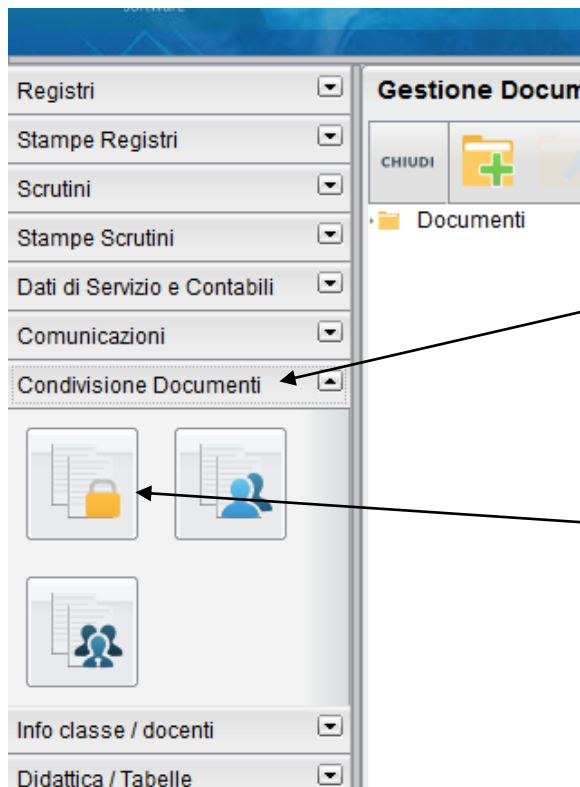 software
Registri
Gestione Docum
Stampe Registri
CHIUDI
Scrutini
Documenti
Stampe Scrutini
Dati di Servizio e Contabili
Comunicazioni
Condivisione Documenti
Info classe / docenti
Didattica / Tabelle